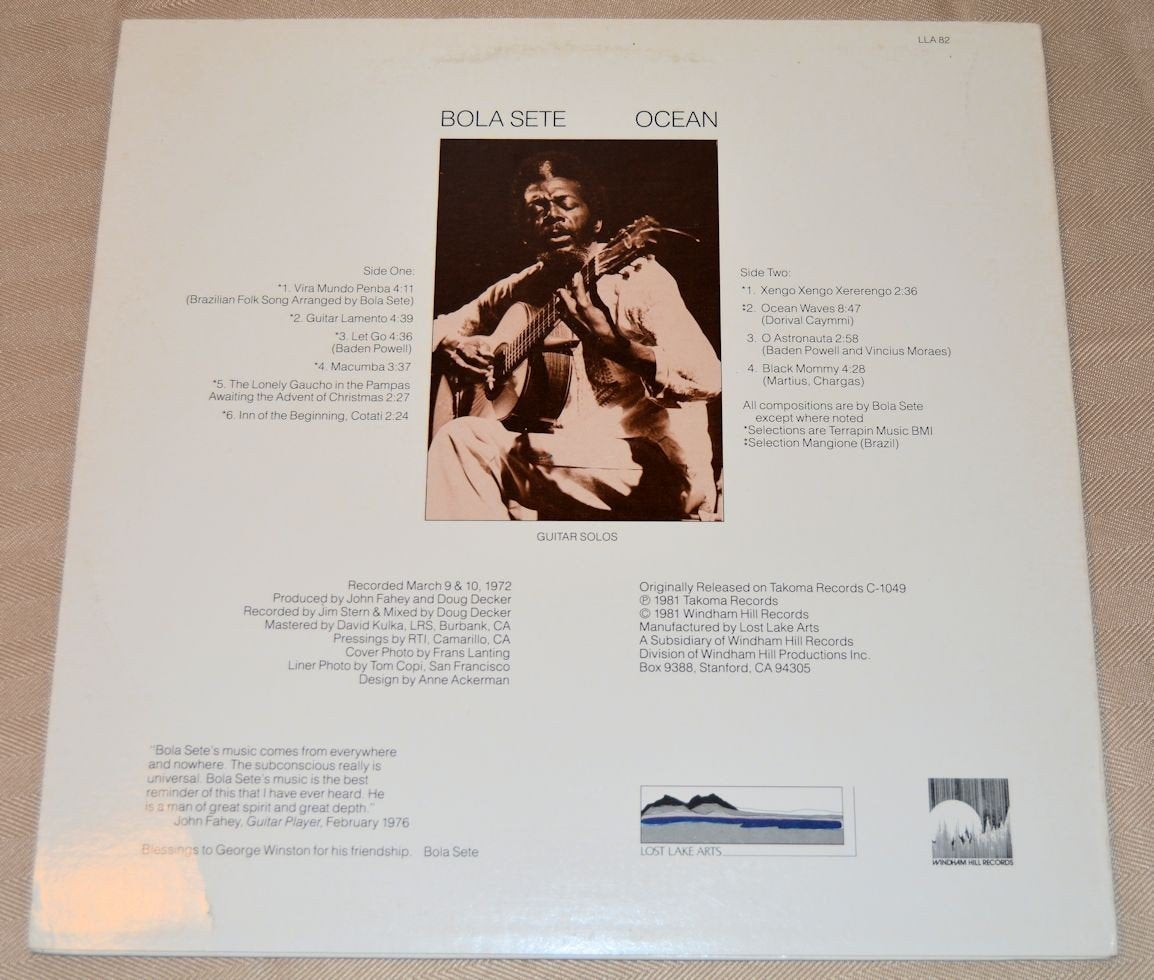 LLA 82
BOLA SETE OCEAN
Side One:
*1. Vira Mundo Penba 4:11
(Brazilian Folk Song Arranged by Bola Sete)
*2. Guitar Lamento 4:39
*3. Let Go 4:36
(Baden Powell)
*4. Macumba 3:37
*5. The Lonely Gaucho in the Pampas
Awaiting the Advent of Christmas 2:27
*6. Inn of the Beginning, Cotati 2:24
Side Two:
*1. Xengo Xengo Xererengo 2:36
‡2. Ocean Waves 8:47
(Dorival Caymmi)
3. O Astronauta 2:58
(Baden Powell and Vincius Moraes)
4. Black Mommy 4:28
(Martius, Chargas)
All compositions are by Bola Sete
except where noted
*Selections are Terrapin Music BMI
‡Selection Mangione (Brazil)
GUITAR SOLOS
Recorded March 9 & 10, 1972
Produced by John Fahey and Doug Decker
Recorded by Jim Stern & Mixed by Doug Decker
Mastered by David Kulka, LRS, Burbank, CA
Pressings by RTI, Camarillo, CA
Cover Photo by Frans Lanting
Liner Photo by Tom Copi, San Francisco
Design by Anne Ackerman
Originally Released on Takoma Records C-1049
℗ 1981 Takoma Records
© 1981 Windham Hill Records
Manufactured by Lost Lake Arts
A Subsidiary of Windham Hill Records
Division of Windham Hill Productions Inc.
Box 9388, Stanford, CA 94305
"Bola Sete's music comes from everywhere
and nowhere. The subconscious really is
universal. Bola Sete's music is the best
reminder of this that I have ever heard. He
is a man of great spirit and great depth."
John Fahey, Guitar Player, February 1976
Blessings to George Winston for his friendship. Bola Sete
LOST LAKE ARTS
WINDHAM HILL RECORDS